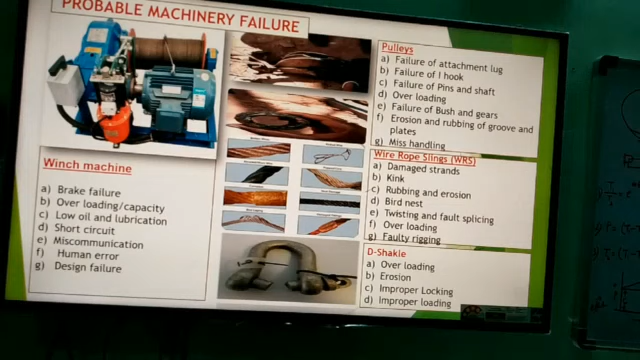 PROBABLE MACHINERY FAILURE
Winch machine
a) Brake failure
b) Over loading/capacity
c) Low oil and lubrication
d) Short circuit
e) Miscommunication
f) Human error
g) Design failure
Pulleys
a) Failure of attachment lug
b) Failure of I hook
c) Failure of Pins and shaft
d) Over loading
e) Failure of Bush and gears
f) Erosion and rubbing of groove and
plates
g) Miss handling
Wire Rope Slings (WRS)
a) Damaged strands
b) Kink
c) Rubbing and erosion
d) Bird nest
e) Twisting and fault splicing
f) Over loading
g) Faulty rigging
D-Shakle
a) Over loading
b) Erosion
c) Improper Locking
d) Improper loading